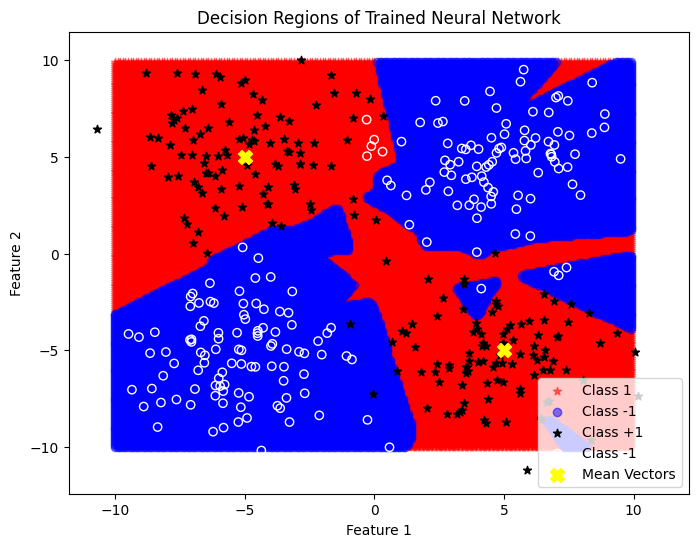 Decision Regions of Trained Neural Network
Feature 2
10
5
0
−5
−10
−10
−5
0
5
10
Feature 1
Class 1
Class -1
Class +1
Class -1
Mean Vectors